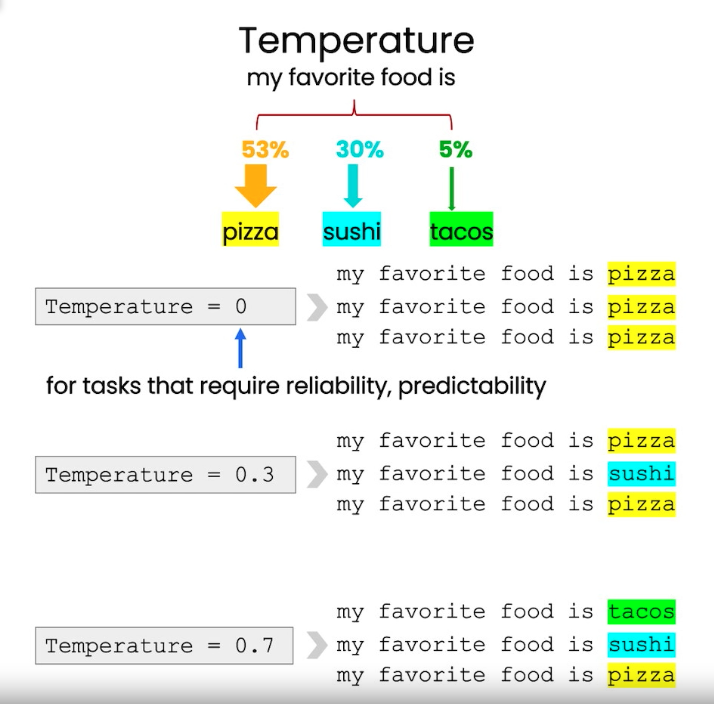 Temperature
my favorite food is
53% 30% 5%
pizza sushi tacos
my favorite food is pizza
Temperature = 0 my favorite food is pizza
my favorite food is pizza
for tasks that require reliability, predictability
my favorite food is pizza
Temperature = 0.3 my favorite food is sushi
my favorite food is pizza
my favorite food is tacos
Temperature = 0.7 my favorite food is sushi
my favorite food is pizza